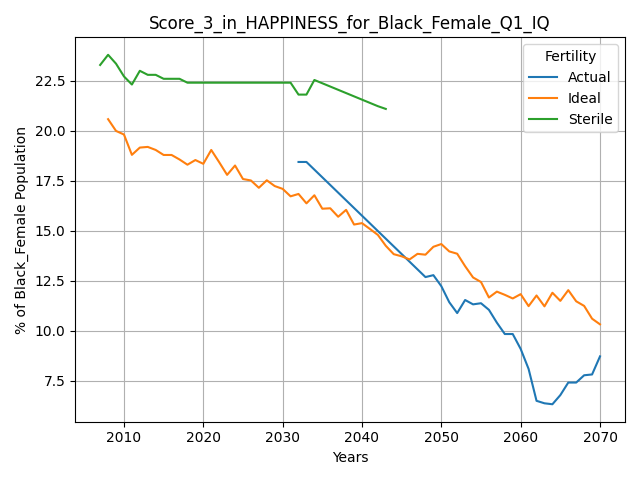 Score_3_in_HAPPINESS_for_Black_Female_Q1_IQ
Fertility
Actual
Ideal
Sterile
% of Black_Female Population
22.5
20.0
17.5
15.0
12.5
10.0
7.5
2010 2020 2030 2040 2050 2060 2070
Years